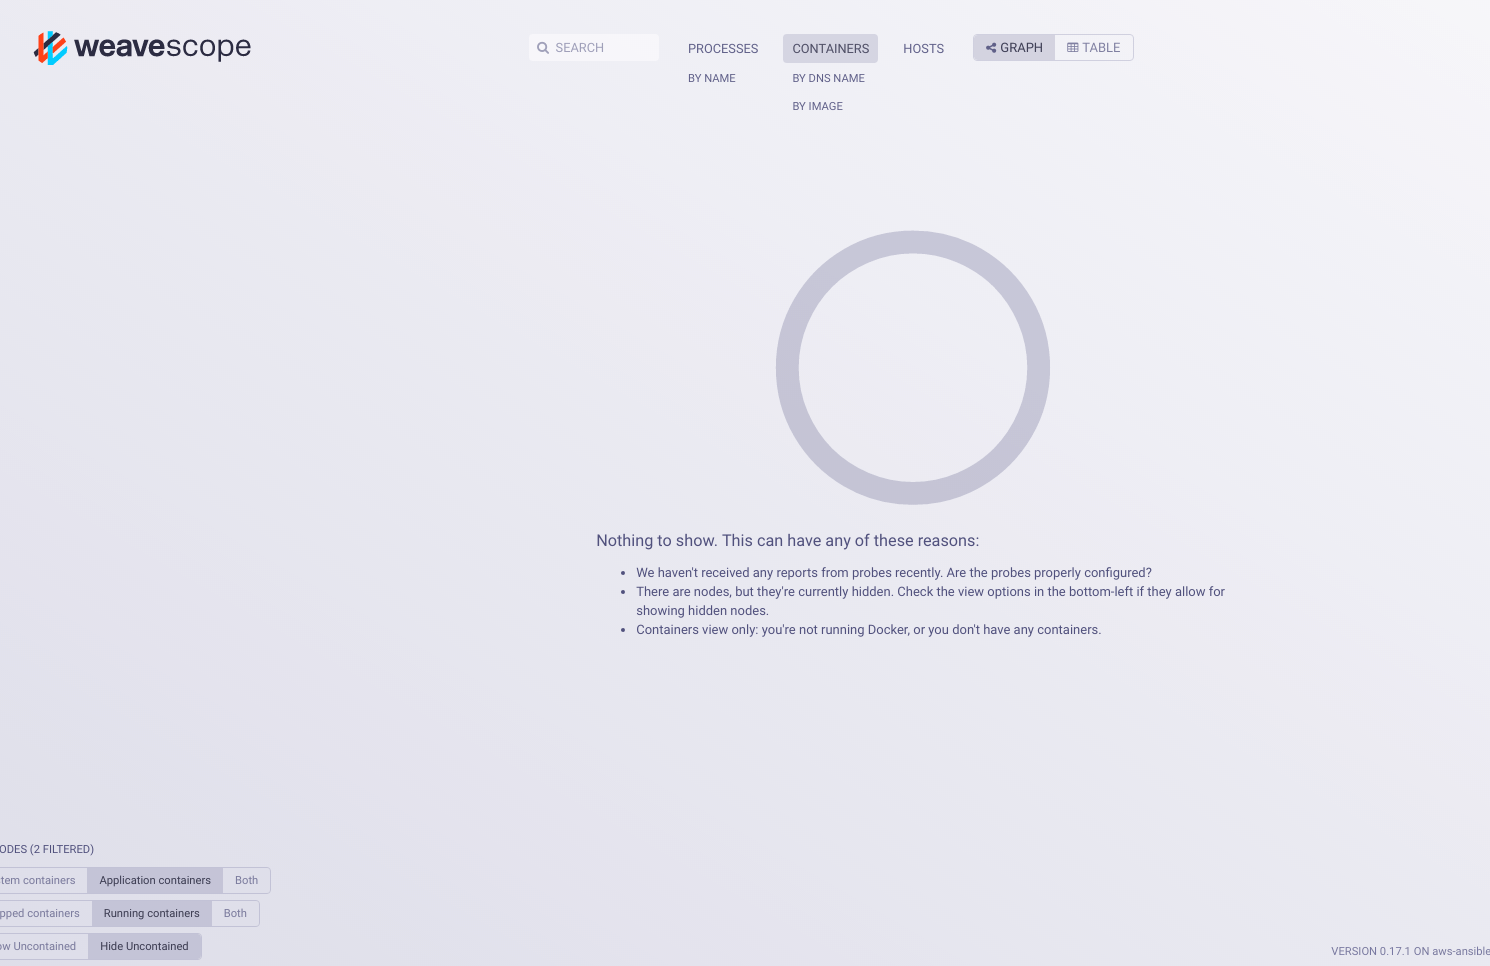 weavescope
SEARCH
PROCESSES
CONTAINERS
HOSTS
GRAPH
TABLE
BY NAME
BY DNS NAME
BY IMAGE
Nothing to show. This can have any of these reasons:
• We haven't received any reports from probes recently. Are the probes properly configured?
• There are nodes, but they're currently hidden. Check the view options in the bottom-left if they allow for
showing hidden nodes.
• Containers view only: you're not running Docker, or you don't have any containers.
ODES (2 FILTERED)
tem containers
Application containers
Both
pped containers
Running containers
Both
ow Uncontained
Hide Uncontained
VERSION 0.17.1 ON aws-ansible